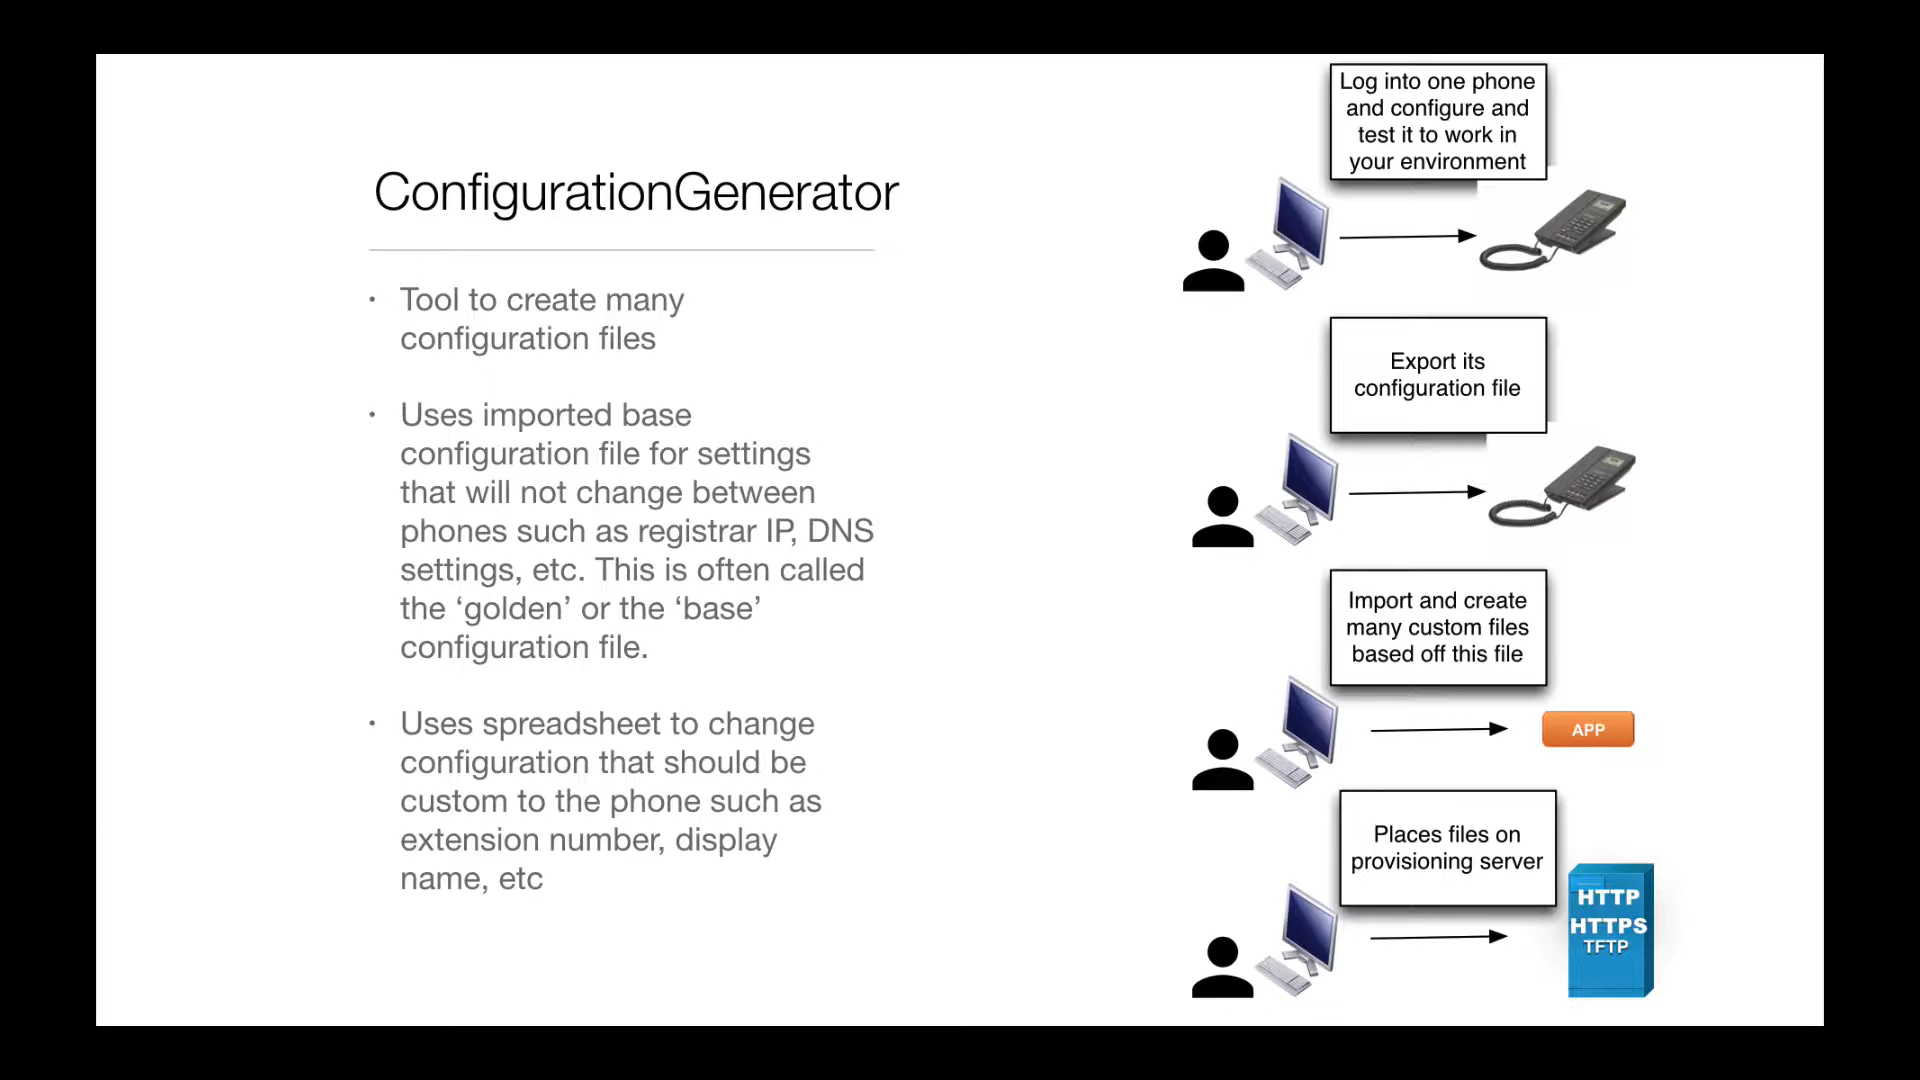 ConfigurationGenerator
• Tool to create many
configuration files
• Uses imported base
configuration file for settings
that will not change between
phones such as registrar IP, DNS
settings, etc. This is often called
the ‘golden’ or the ‘base’
configuration file.
• Uses spreadsheet to change
configuration that should be
custom to the phone such as
extension number, display
name, etc
Log into one phone
and configure and
test it to work in
your environment
Export its
configuration file
Import and create
many custom files
based off this file
APP
Places files on
provisioning server
HTTP
HTTPS
TFTP